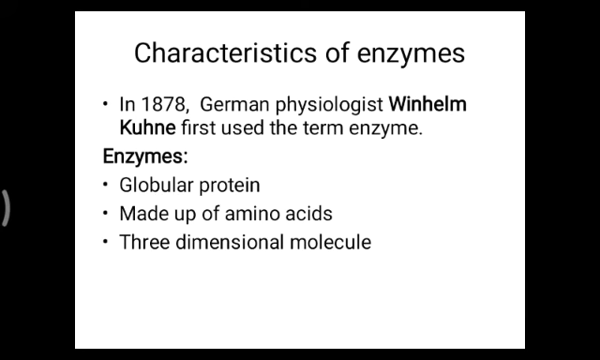 Characteristics of enzymes
• In 1878, German physiologist Winhelm
Kuhne first used the term enzyme.
Enzymes:
• Globular protein
• Made up of amino acids
• Three dimensional molecule